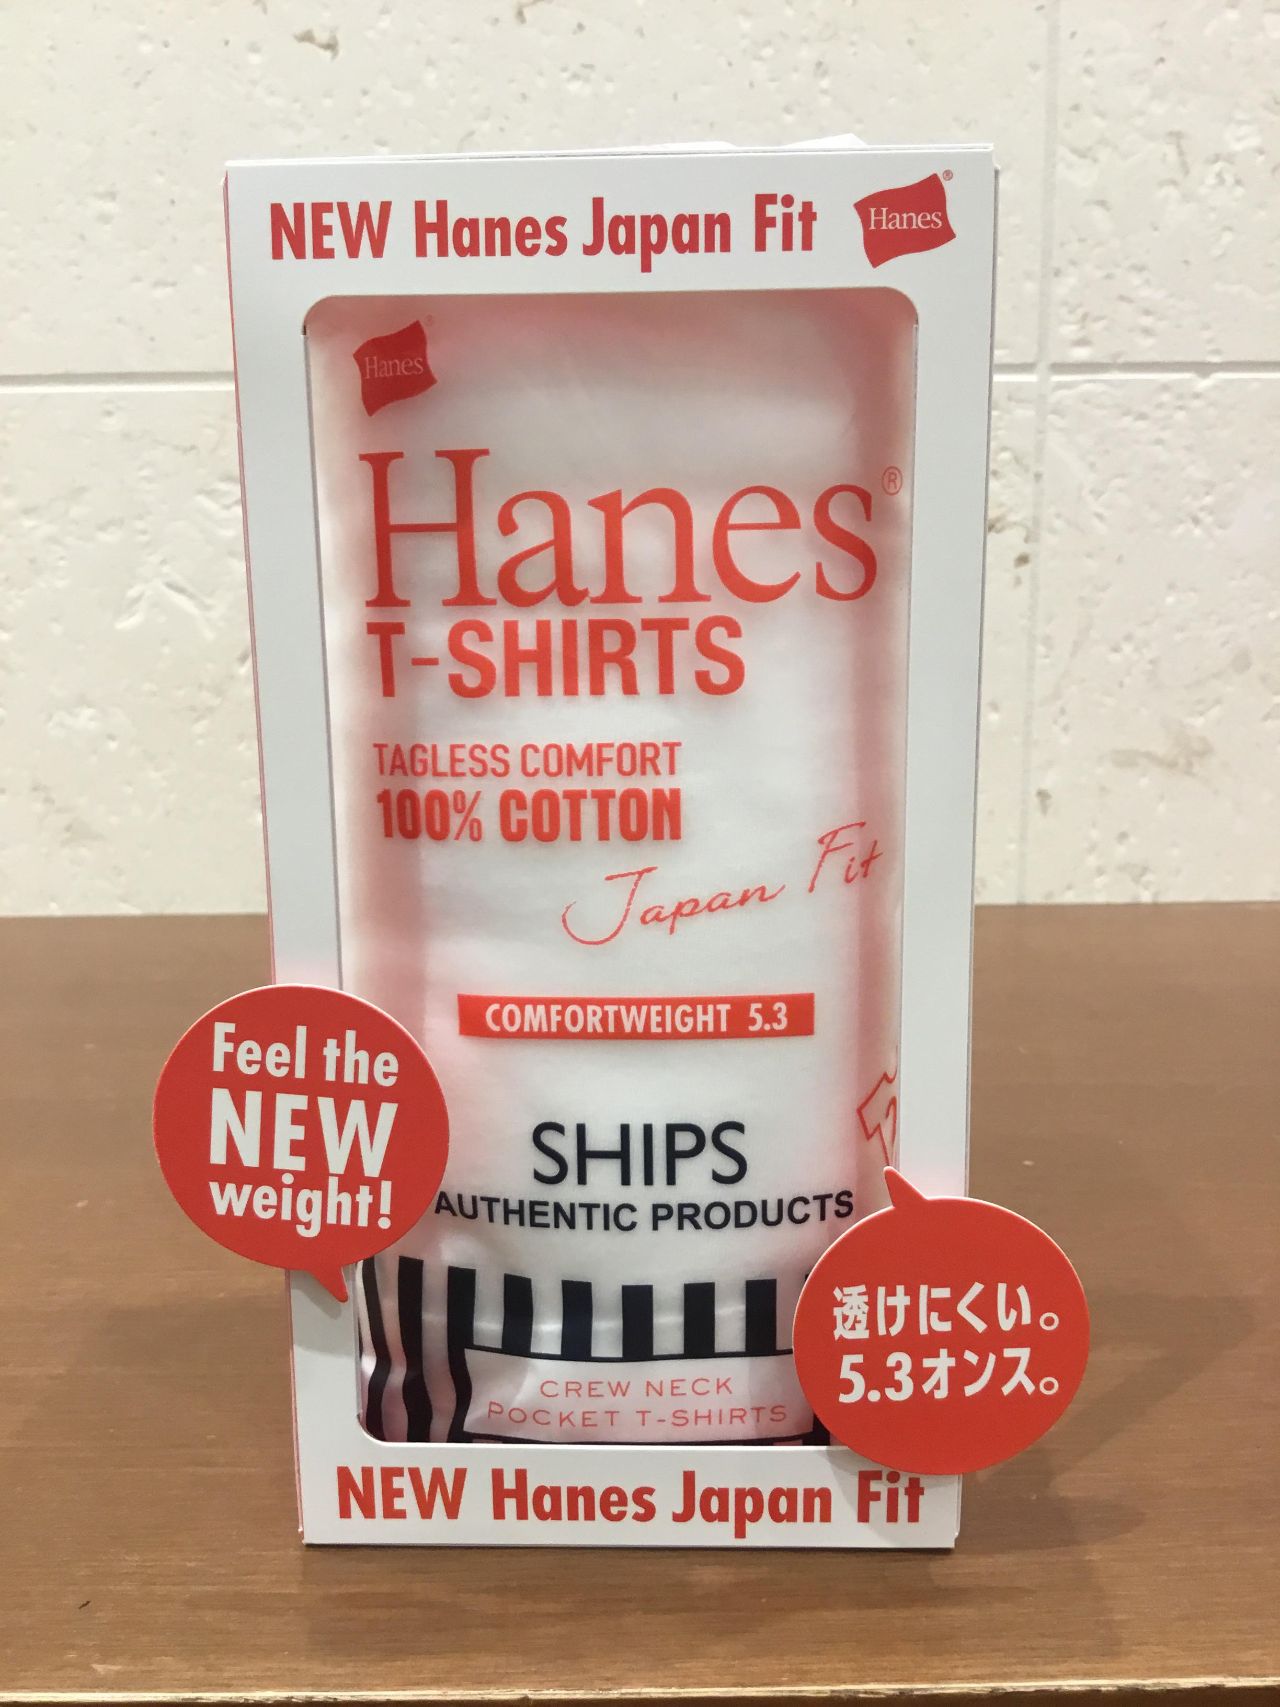 NEW Hanes Japan Fit
Hanes®
Hanes®
Hanes®
T-SHIRTS
TAGLESS COMFORT
100% COTTON
Japan Fit
COMFORTWEIGHT 5.3
Feel the
NEW
weight!
SHIPS
AUTHENTIC PRODUCTS
透けにくい。
5.3オンス。
CREW NECK
POCKET T-SHIRTS
NEW Hanes Japan Fit